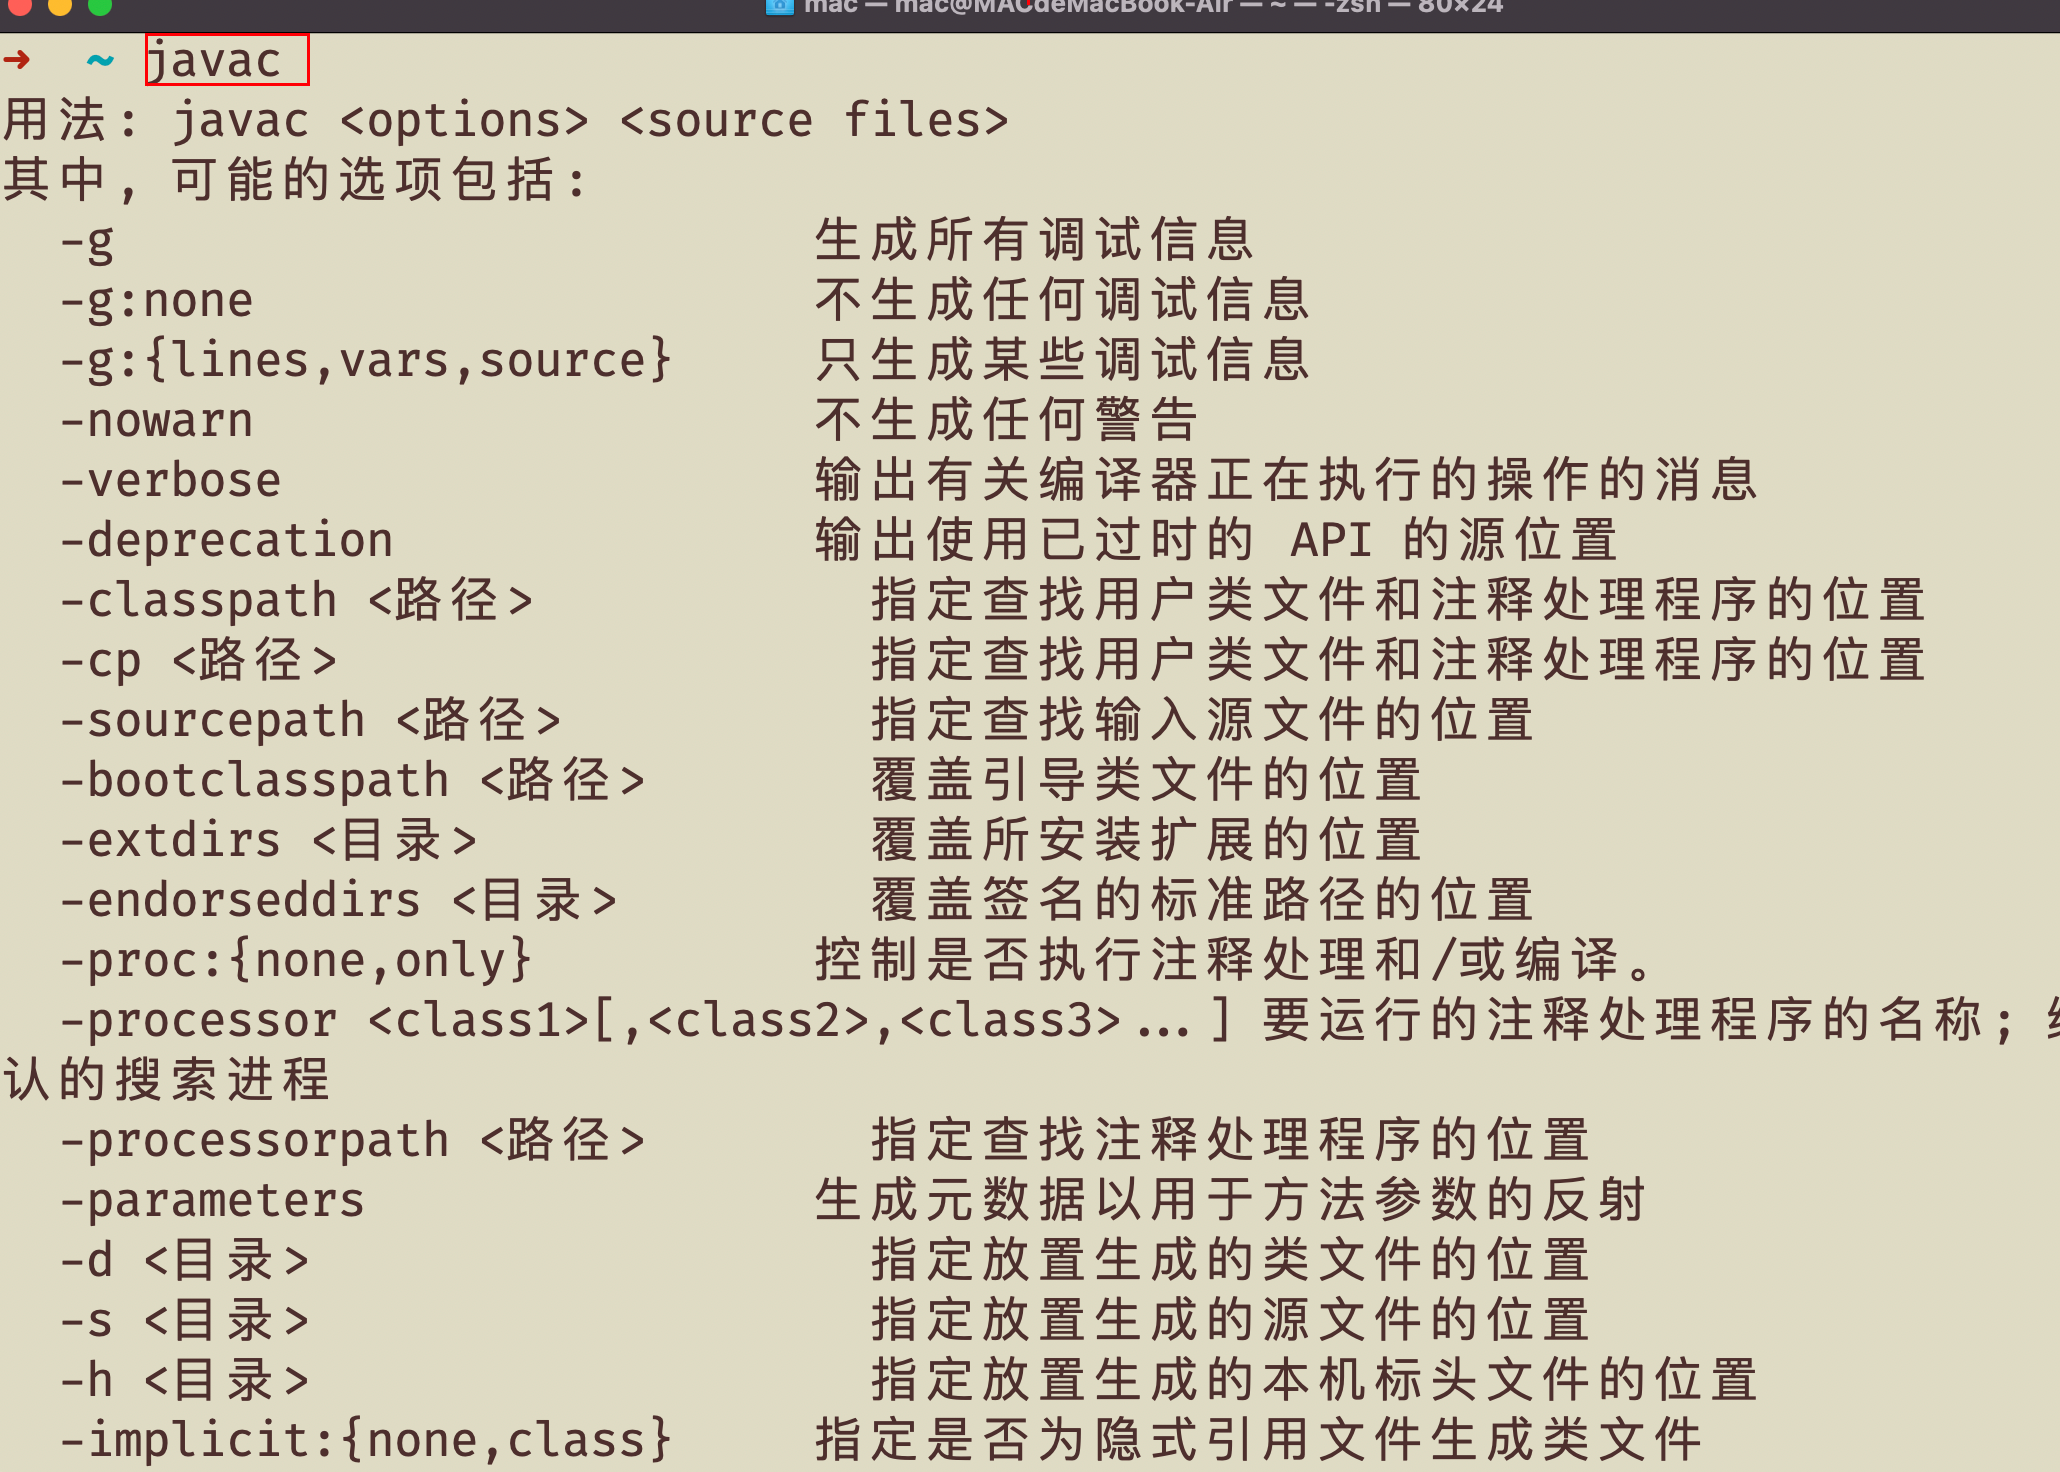 mac — mac@MACdeMacBook-Air — ~ — -zsh — 80×24
➜ ~ javac
用法: javac <options> <source files>
其中, 可能的选项包括:
-g 生成所有调试信息
-g:none 不生成任何调试信息
-g:{lines,vars,source} 只生成某些调试信息
-nowarn 不生成任何警告
-verbose 输出有关编译器正在执行的操作的消息
-deprecation 输出使用已过时的 API 的源位置
-classpath <路径> 指定查找用户类文件和注释处理程序的位置
-cp <路径> 指定查找用户类文件和注释处理程序的位置
-sourcepath <路径> 指定查找输入源文件的位置
-bootclasspath <路径> 覆盖引导类文件的位置
-extdirs <目录> 覆盖所安装扩展的位置
-endorseddirs <目录> 覆盖签名的标准路径的位置
-proc:{none,only} 控制是否执行注释处理和/或编译。
-processor <class1>[,<class2>,<class3>...] 要运行的注释处理程序的名称;
认的搜索进程
-processorpath <路径> 指定查找注释处理程序的位置
-parameters 生成元数据以用于方法参数的反射
-d <目录> 指定放置生成的类文件的位置
-s <目录> 指定放置生成的源文件的位置
-h <目录> 指定放置生成的本机标头文件的位置
-implicit:{none,class} 指定是否为隐式引用文件生成类文件